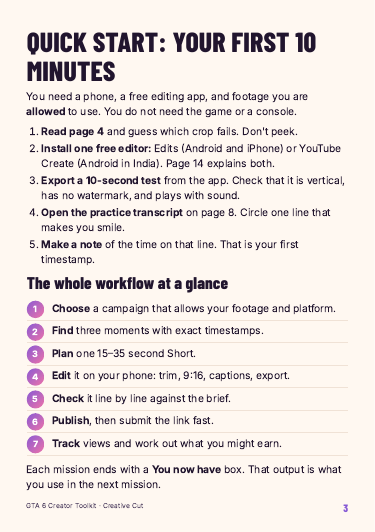 QUICK START: YOUR FIRST 10
MINUTES
You need a phone, a free editing app, and footage you are
allowed to use. You do not need the game or a console.
1. Read page 4 and guess which crop fails. Don't peek.
2. Install one free editor: Edits (Android and iPhone) or YouTube
Create (Android in India). Page 14 explains both.
3. Export a 10-second test from the app. Check that it is vertical,
has no watermark, and plays with sound.
4. Open the practice transcript on page 8. Circle one line that
makes you smile.
5. Make a note of the time on that line. That is your first
timestamp.
The whole workflow at a glance
1 Choose a campaign that allows your footage and platform.
2 Find three moments with exact timestamps.
3 Plan one 15–35 second Short.
4 Edit it on your phone: trim, 9:16, captions, export.
5 Check it line by line against the brief.
6 Publish, then submit the link fast.
7 Track views and work out what you might earn.
Each mission ends with a You now have box. That output is what
you use in the next mission.
GTA 6 Creator Toolkit · Creative Cut
3